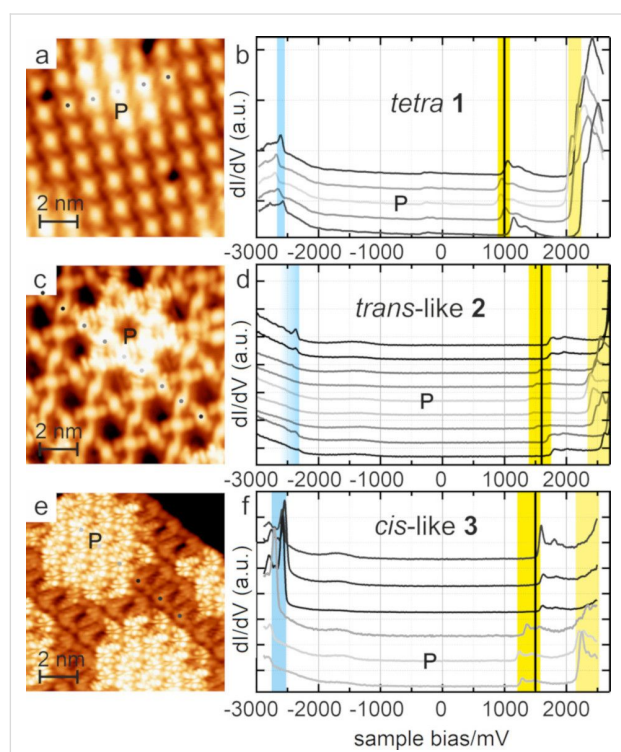 a
P
2 nm
b
tetra 1
P
dI/dV (a.u.)
-3000 -2000 -1000 0 1000 2000
c
P
2 nm
d
trans-like 2
P
dI/dV (a.u.)
-3000 -2000 -1000 0 1000 2000
e
P
2 nm
f
cis-like 3
P
dI/dV (a.u.)
-3000 -2000 -1000 0 1000 2000
sample bias/mV